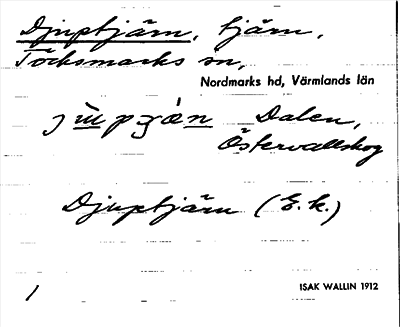 Djuptjärn, tjärn,
Töcksmarks sn,
Nordmarks hd, Värmlands län
Dalen,
Östervallskog
Djuptjärn (E.k.)
/
ISAK WALLIN 1912